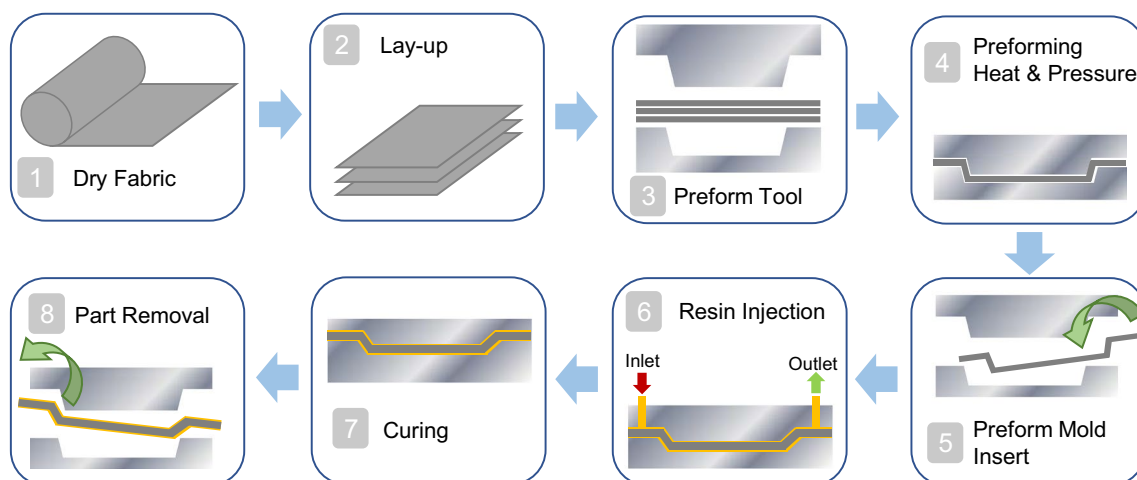 1
Dry Fabric
2
Lay-up
3
Preform Tool
4
Preforming
Heat & Pressure
5
Preform Mold
Insert
6
Resin Injection
Inlet
Outlet
7
Curing
8
Part Removal